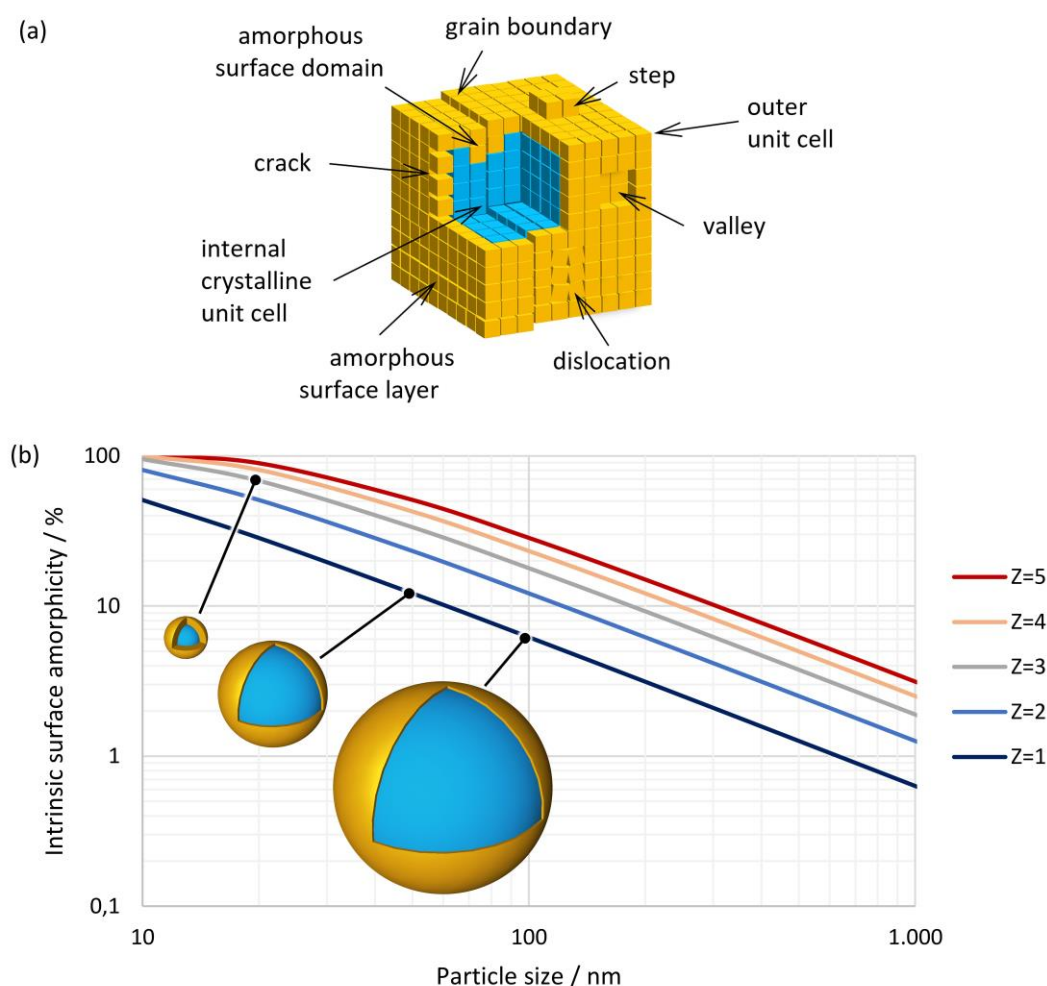 (a)
amorphous
surface domain
grain boundary
step
outer
unit cell
crack
valley
internal
crystalline
unit cell
amorphous
surface layer
dislocation
(b)
Intrinsic surface amorphicity / %
100
10
1
0,1
10
100
1.000
Particle size / nm
Z=5
Z=4
Z=3
Z=2
Z=1